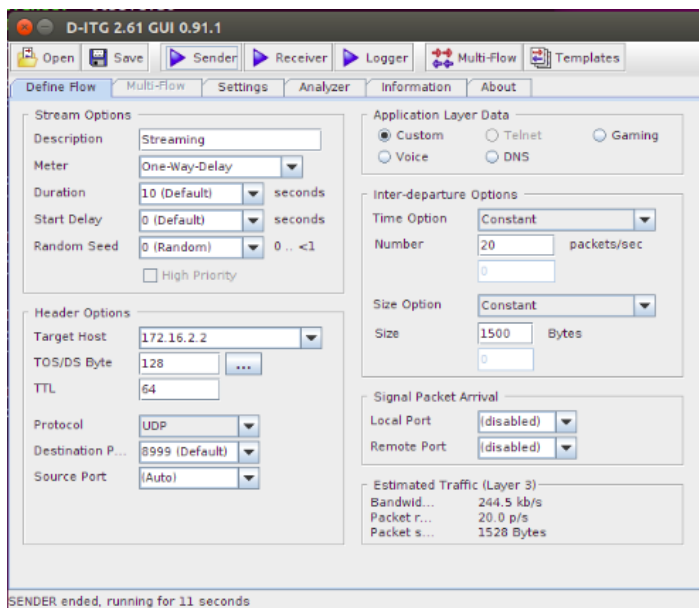 D-ITG 2.61 GUI 0.91.1
Open Save Sender Receiver Logger Multi-Flow Templates
Define Flow Multi-Flow Settings Analyzer Information About
Stream Options
Description Streaming
Meter One-Way-Delay
Duration 10 (Default) seconds
Start Delay 0 (Default) seconds
Random Seed 0 (Random) 0 .. <1
High Priority
Header Options
Target Host 172.16.2.2
TOS/DS Byte 128 ...
TTL 64
Protocol UDP
Destination P... 8999 (Default)
Source Port (Auto)
Application Layer Data
Custom Telnet Gaming
Voice DNS
Inter-departure Options
Time Option Constant
Number 20 packets/sec
0
Size Option Constant
Size 1500 Bytes
0
Signal Packet Arrival
Local Port (disabled)
Remote Port (disabled)
Estimated Traffic (Layer 3)
Bandwid... 244.5 kb/s
Packet r... 20.0 p/s
Packet s... 1528 Bytes
SENDER ended, running for 11 seconds